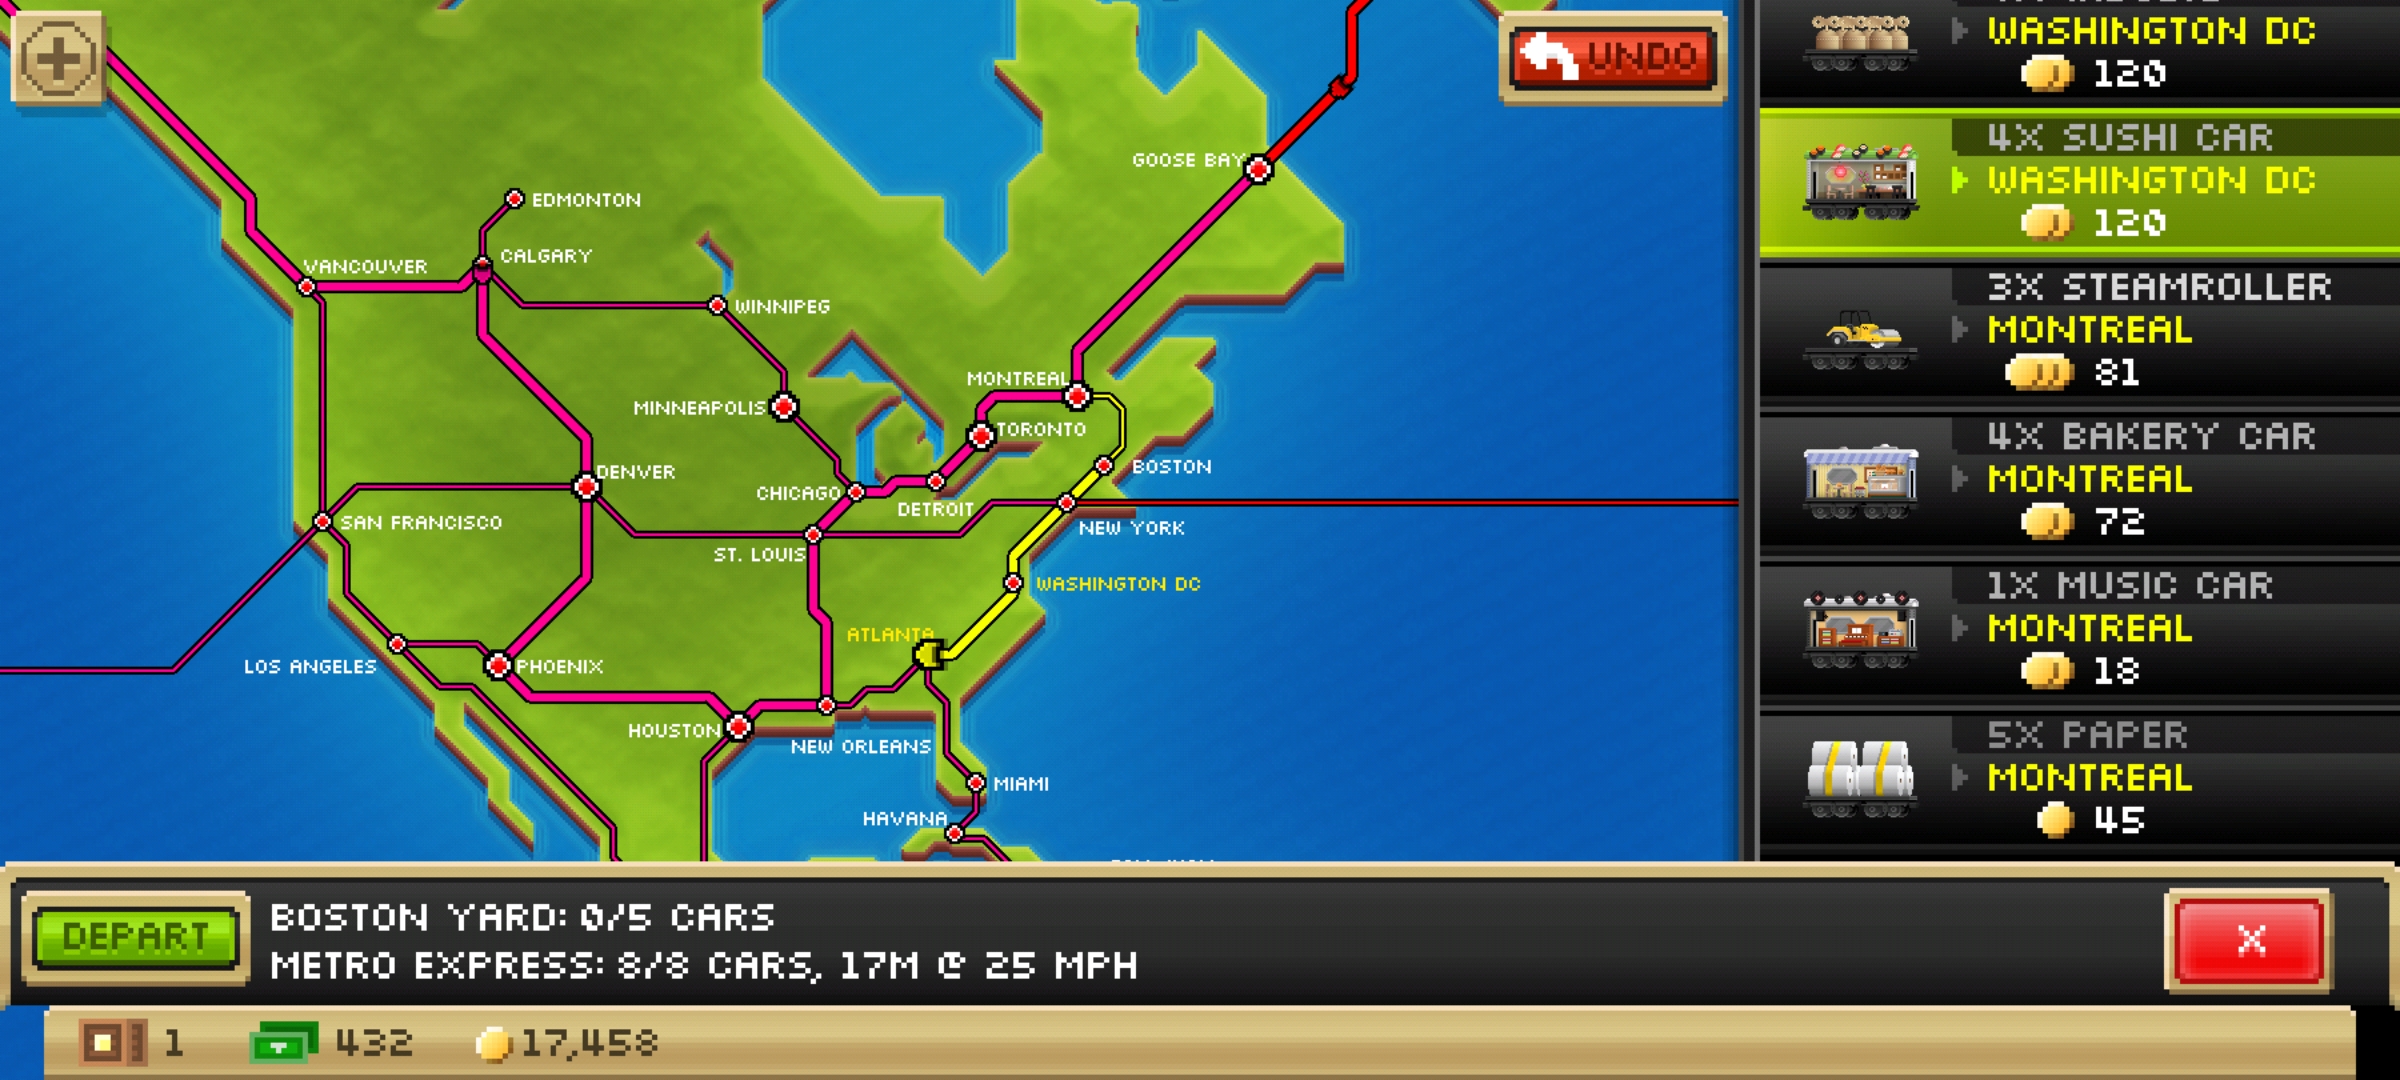 WASHINGTON DC
120
UNDO
4X SUSHI CAR
WASHINGTON DC
120
3X STEAMROLLER
MONTREAL
81
4X BAKERY CAR
MONTREAL
72
1X MUSIC CAR
MONTREAL
18
5X PAPER
MONTREAL
45
GOOSE BAY
EDMONTON
CALGARY
VANCOUVER
WINNIPEG
MONTREAL
MINNEAPOLIS
TORONTO
BOSTON
DENVER
CHICAGO
DETROIT
SAN FRANCISCO
NEW YORK
ST. LOUIS
WASHINGTON DC
ATLANTA
LOS ANGELES
PHOENIX
HOUSTON
NEW ORLEANS
MIAMI
HAVANA
DEPART
BOSTON YARD: 0/5 CARS
METRO EXPRESS: 8/8 CARS, 17M @ 25 MPH
X
1
432
17,458